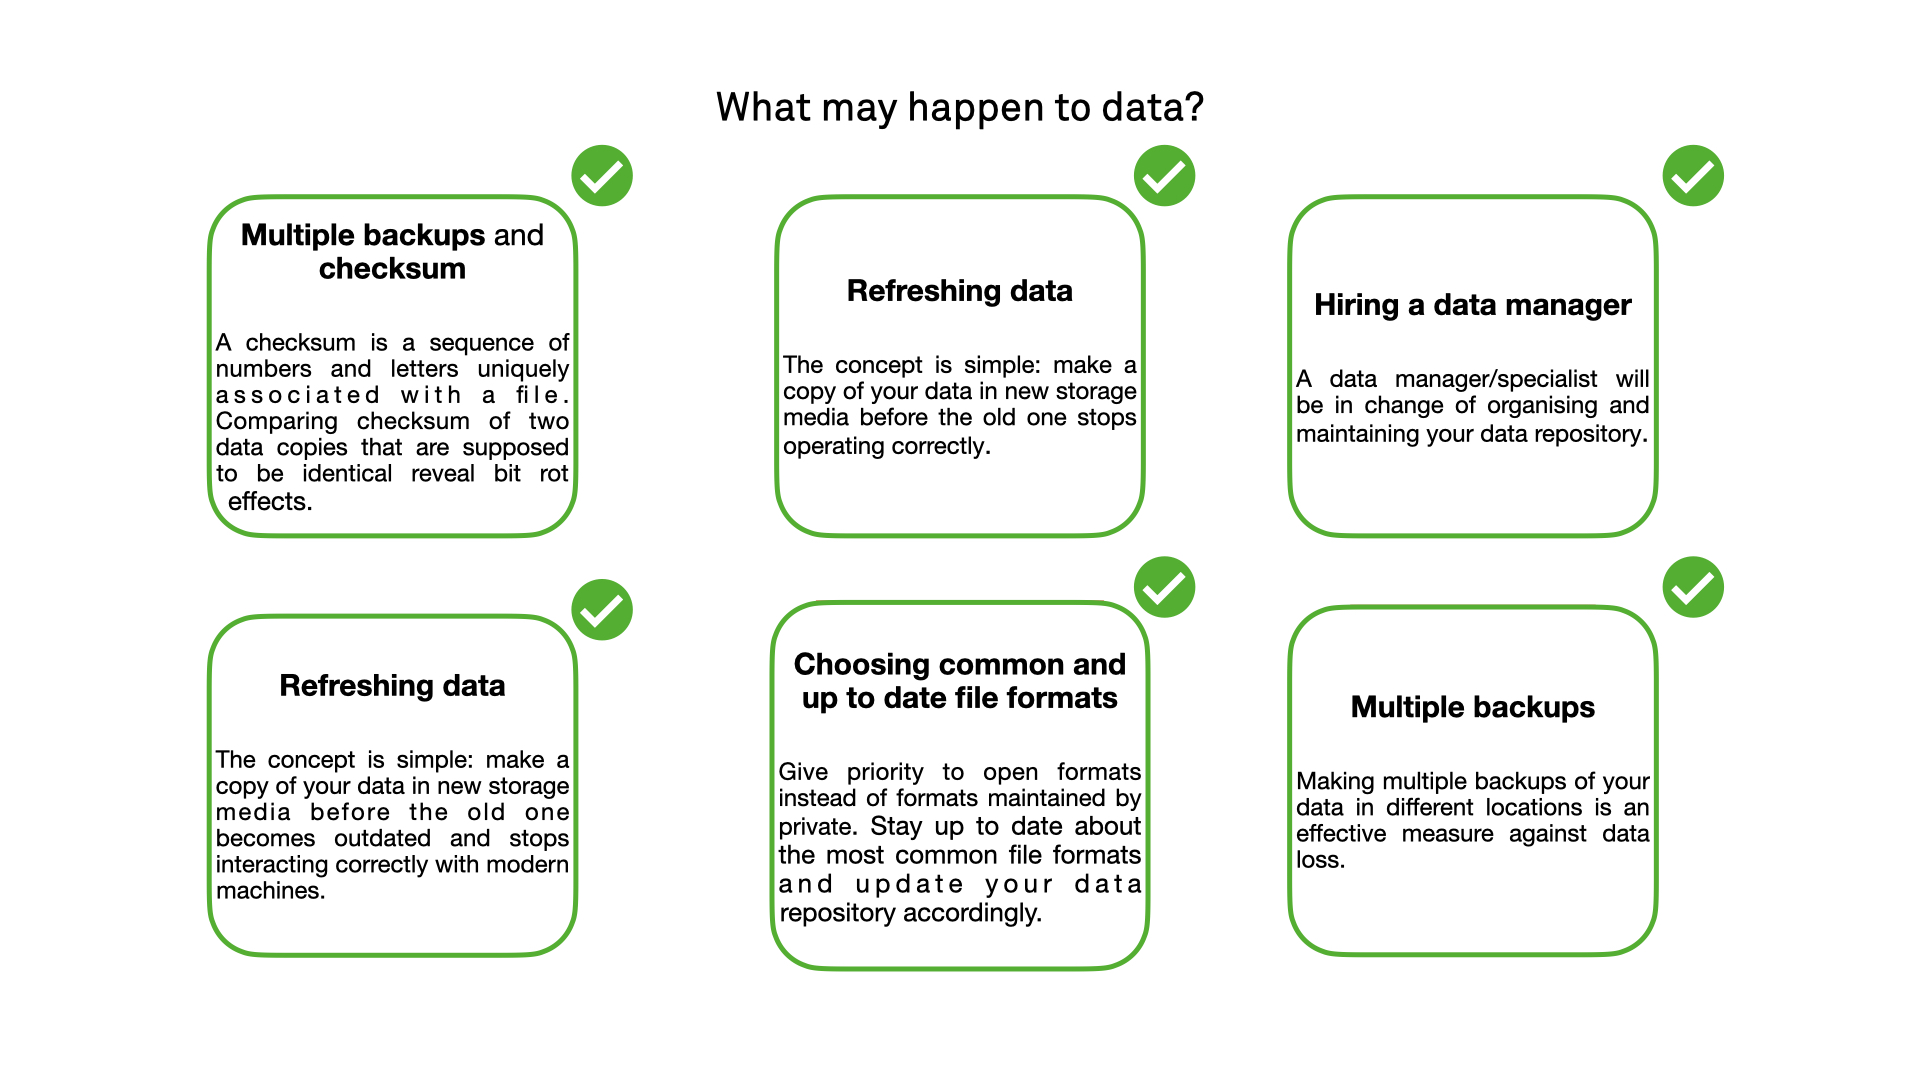 What may happen to data?
Multiple backups and
checksum
A checksum is a sequence of
numbers and letters uniquely
associated with a file.
Comparing checksum of two
data copies that are supposed
to be identical reveal bit rot
effects.
Refreshing data
The concept is simple: make a
copy of your data in new storage
media before the old one stops
operating correctly.
Hiring a data manager
A data manager/specialist will
be in change of organising and
maintaining your data repository.
Refreshing data
The concept is simple: make a
copy of your data in new storage
media before the old one
becomes outdated and stops
interacting correctly with modern
machines.
Choosing common and
up to date file formats
Give priority to open formats
instead of formats maintained by
private. Stay up to date about
the most common file formats
and update your data
repository accordingly.
Multiple backups
Making multiple backups of your
data in different locations is an
effective measure against data
loss.